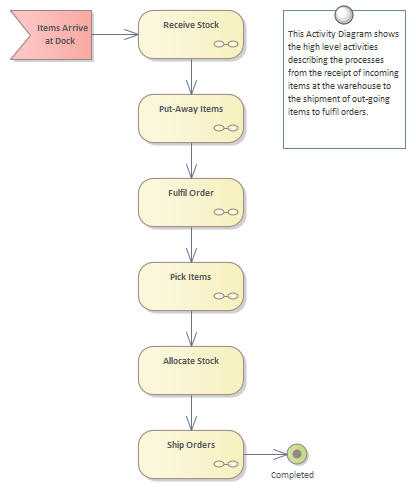 Items Arrive
at Dock
Receive Stock
This Activity Diagram shows
the high level activities
describing the processes
from the receipt of incoming
items at the warehouse to
the shipment of out-going
items to fulfil orders.
Put-Away Items
Fulfil Order
Pick Items
Allocate Stock
Ship Orders
Completed